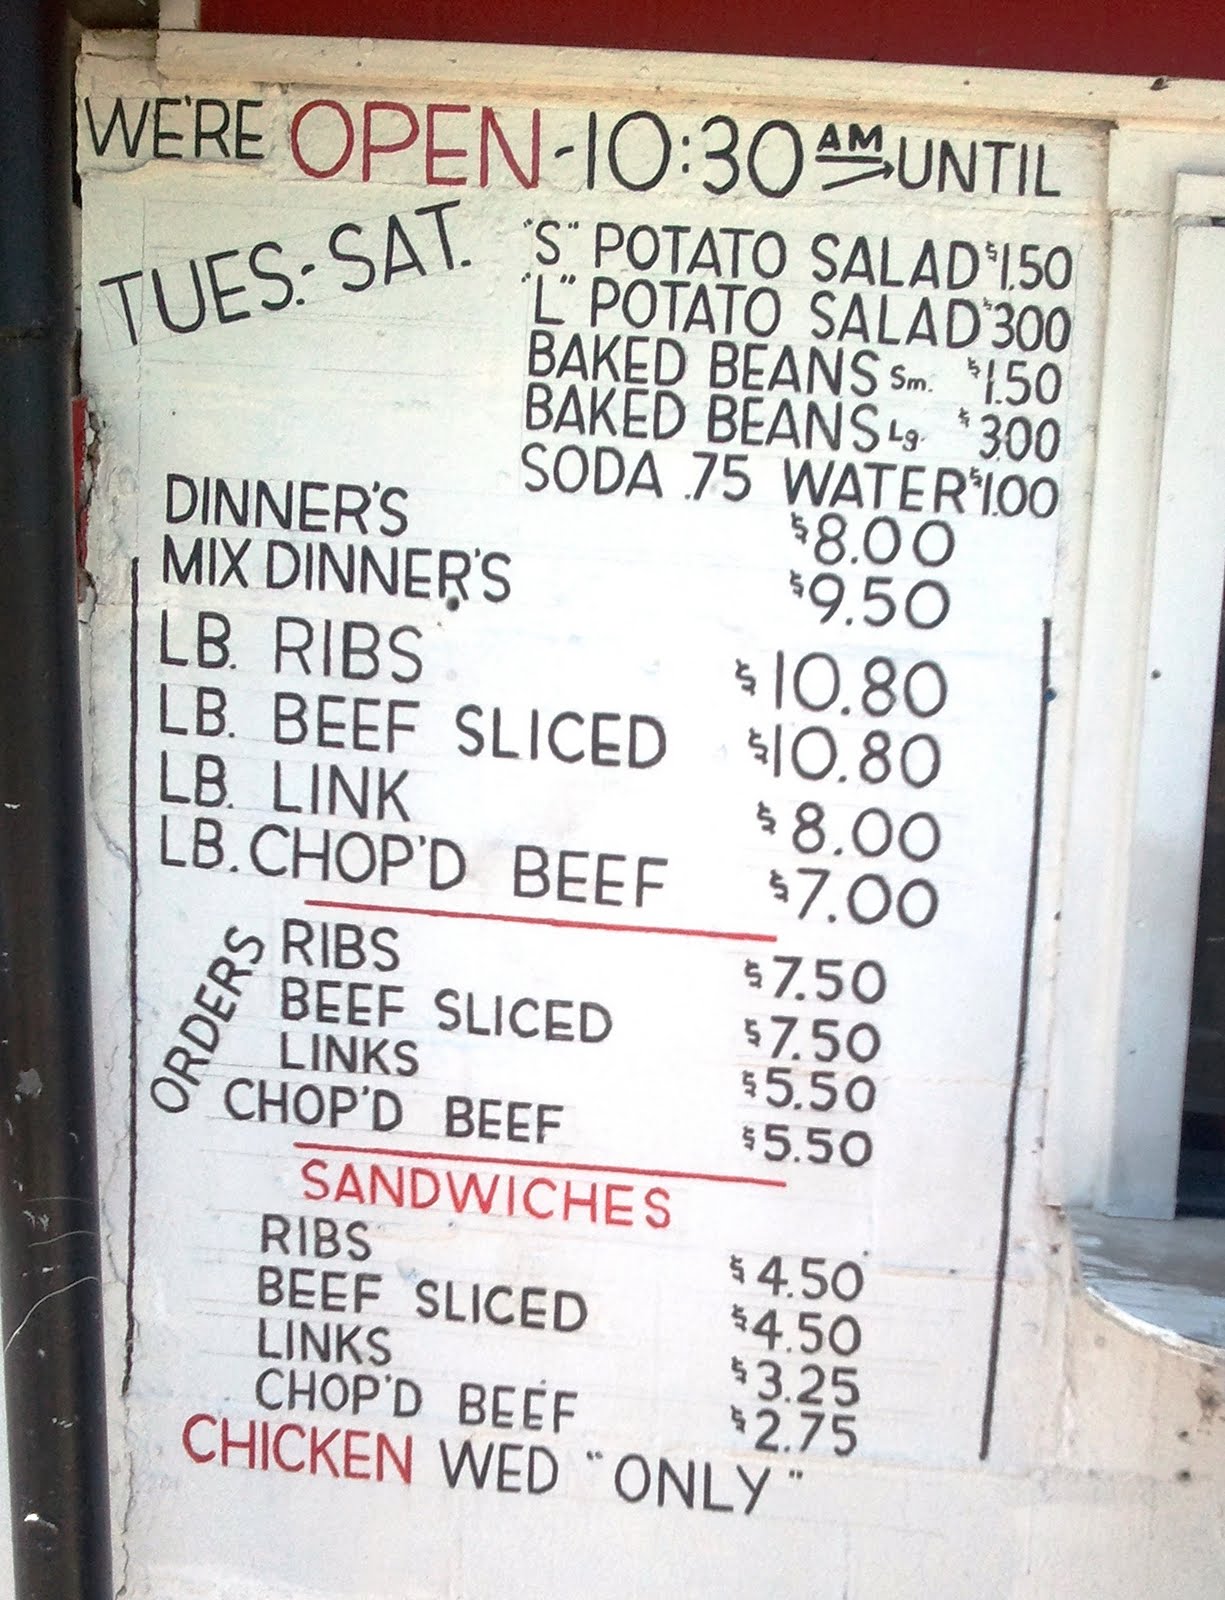 WE'RE OPEN - 10:30 AM UNTIL
TUES.- SAT.
"S" POTATO SALAD $1.50
"L" POTATO SALAD $300
BAKED BEANS Sm. $1.50
BAKED BEANS Lg. $3.00
SODA .75 WATER $1.00
DINNER'S $8.00
MIX DINNER'S $9.50
LB. RIBS $10.80
LB. BEEF SLICED $10.80
LB. LINK $8.00
LB. CHOP'D BEEF $7.00
ORDERS
RIBS $7.50
BEEF SLICED $7.50
LINKS $5.50
CHOP'D BEEF $5.50
SANDWICHES
RIBS $4.50
BEEF SLICED $4.50
LINKS $3.25
CHOP'D BEEF $2.75
CHICKEN WED "ONLY"